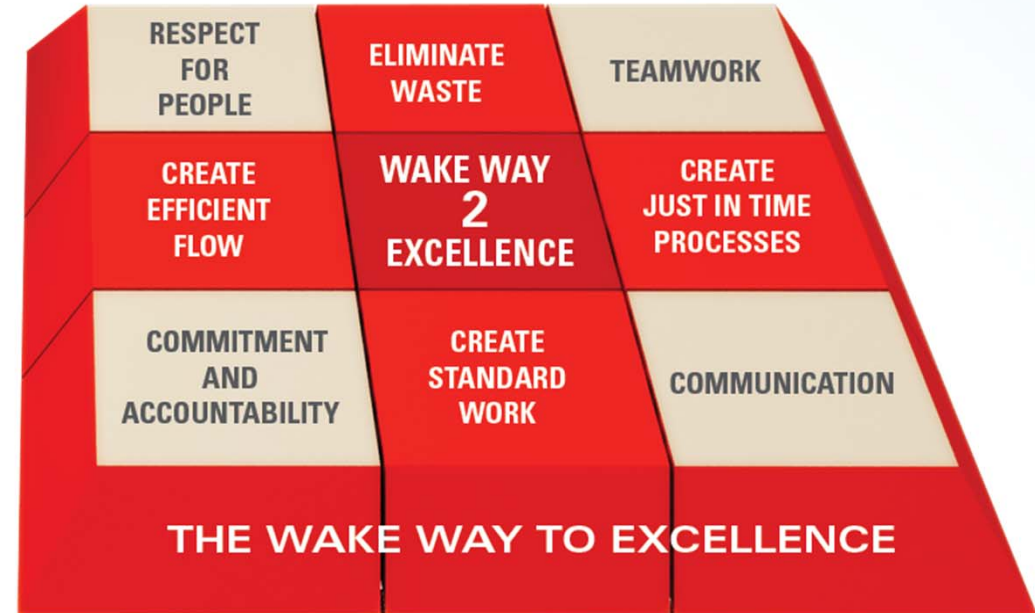 RESPECT
FOR
PEOPLE
ELIMINATE
WASTE
TEAMWORK
CREATE
EFFICIENT
FLOW
WAKE WAY
2
EXCELLENCE
CREATE
JUST IN TIME
PROCESSES
COMMITMENT
AND
ACCOUNTABILITY
CREATE
STANDARD
WORK
COMMUNICATION
THE WAKE WAY TO EXCELLENCE